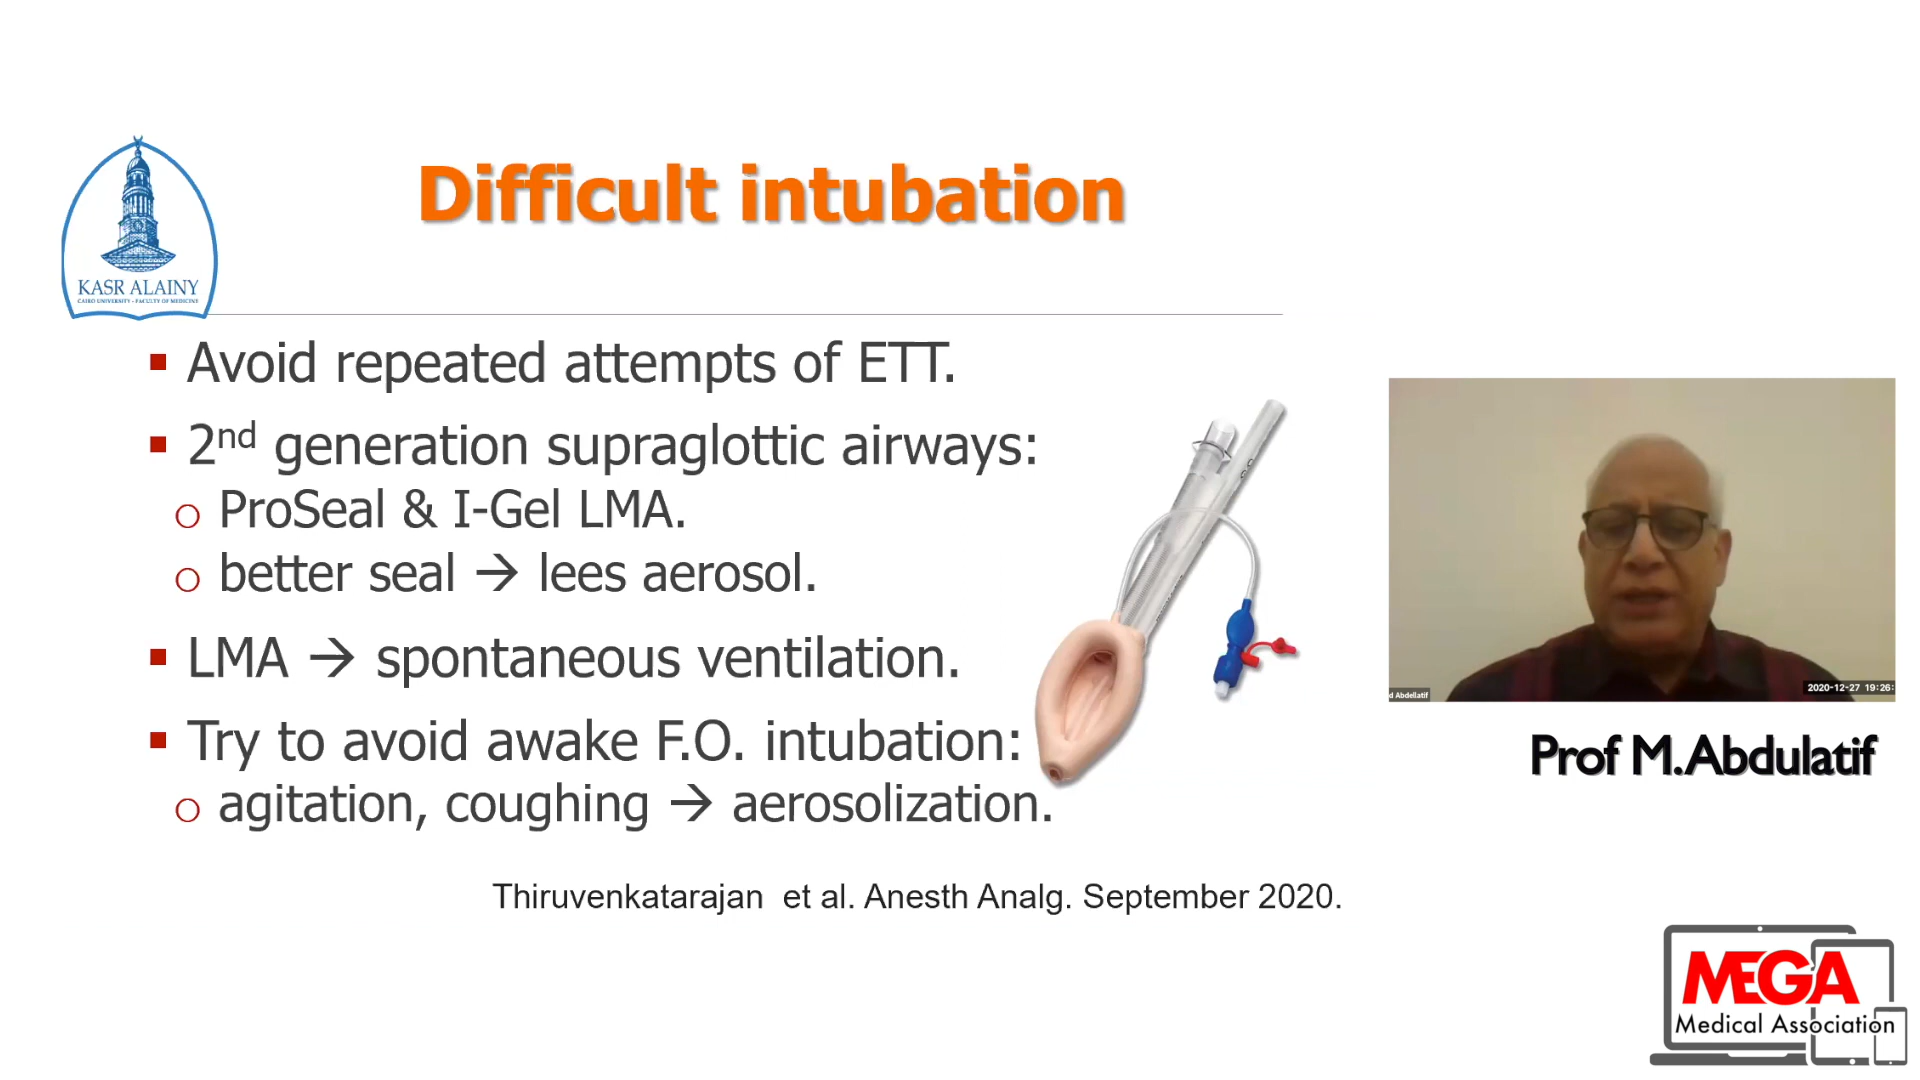 Difficult intubation
KASR ALAINY
CAIRO UNIVERSITY • FACULTY OF MEDICINE
▪ Avoid repeated attempts of ETT.
▪ 2nd generation supraglottic airways:
o ProSeal & I-Gel LMA.
o better seal → lees aerosol.
▪ LMA → spontaneous ventilation.
▪ Try to avoid awake F.O. intubation:
o agitation, coughing → aerosolization.
Thiruvenkatarajan et al. Anesth Analg. September 2020.
d Abdellatif
2020-12-27 19:26:
Prof M.Abdulatif
MEGA
Medical Association